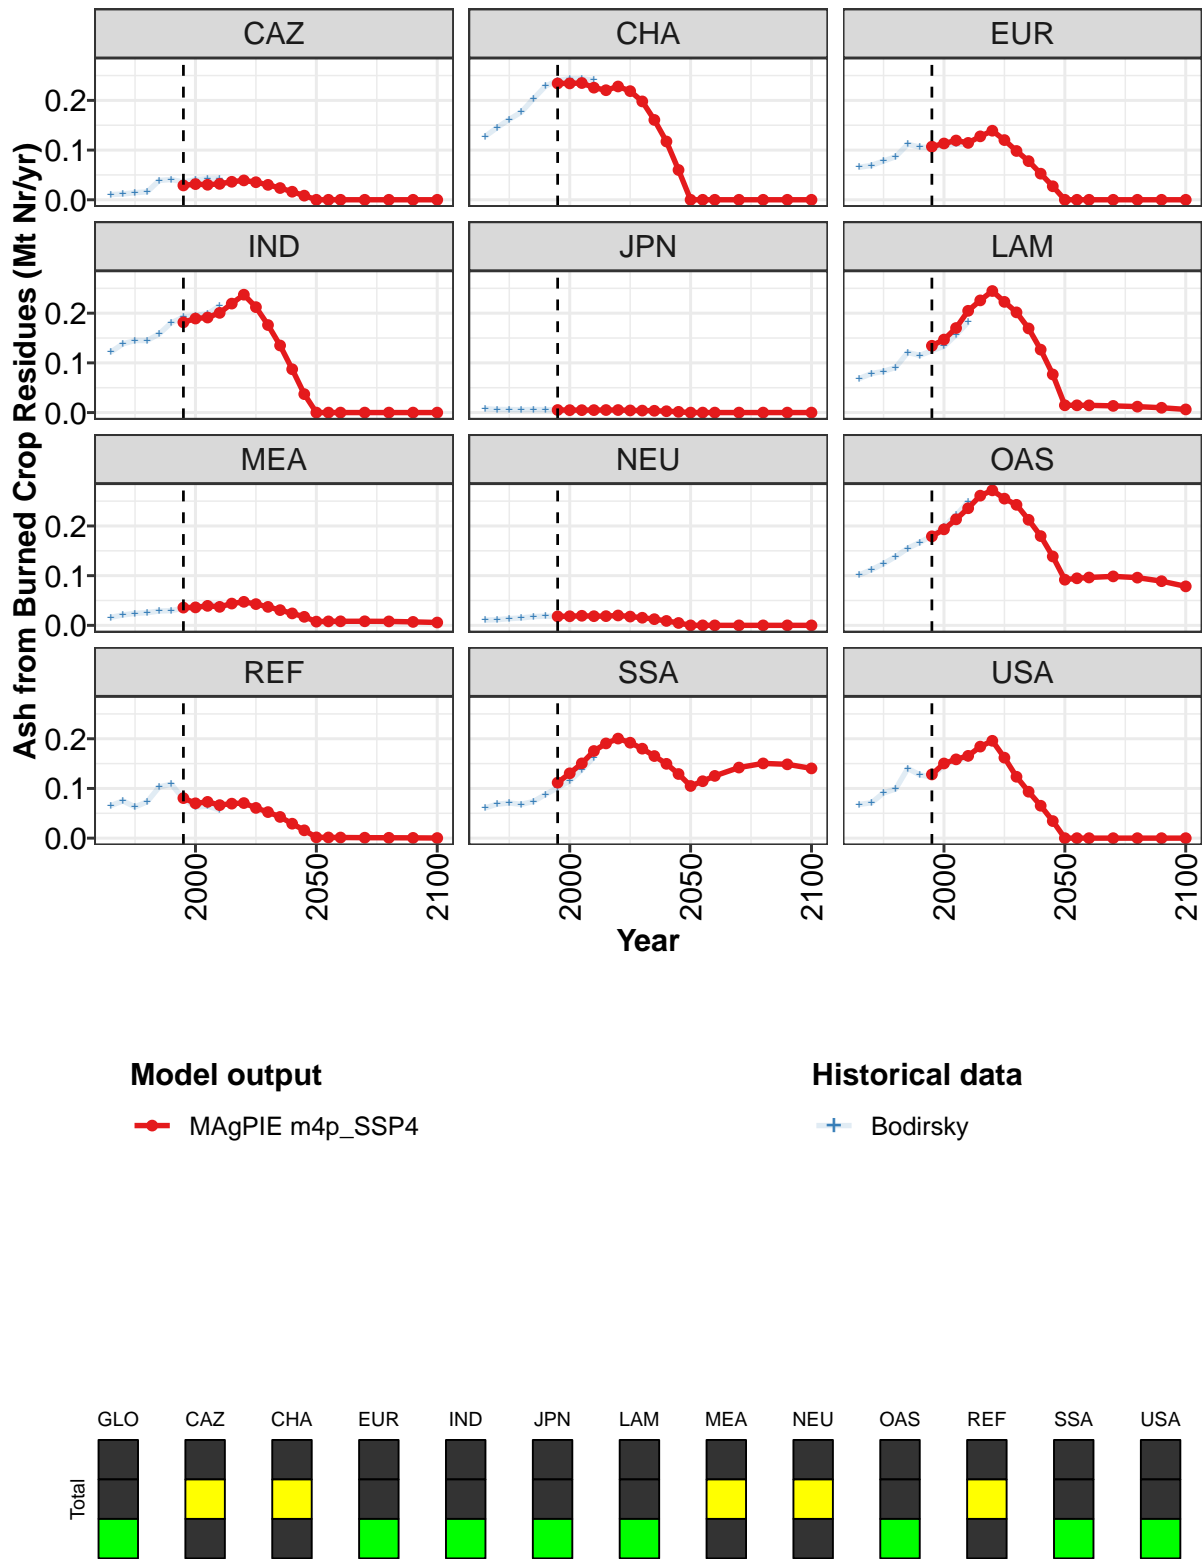 CAZ CHA EUR
0.2
0.1
0.0
IND JPN LAM
0.2
0.1
0.0
MEA NEU OAS
0.2
0.1
0.0
REF SSA USA
0.2
0.1
0.0
Ash from Burned Crop Residues (Mt Nr/yr)
2000 2050 2100 2000 2050 2100 2000 2050 2100
Year
Model output Historical data
MAgPIE m4p_SSP4 Bodirsky
GLO CAZ CHA EUR IND JPN LAM MEA NEU OAS REF SSA USA
Total